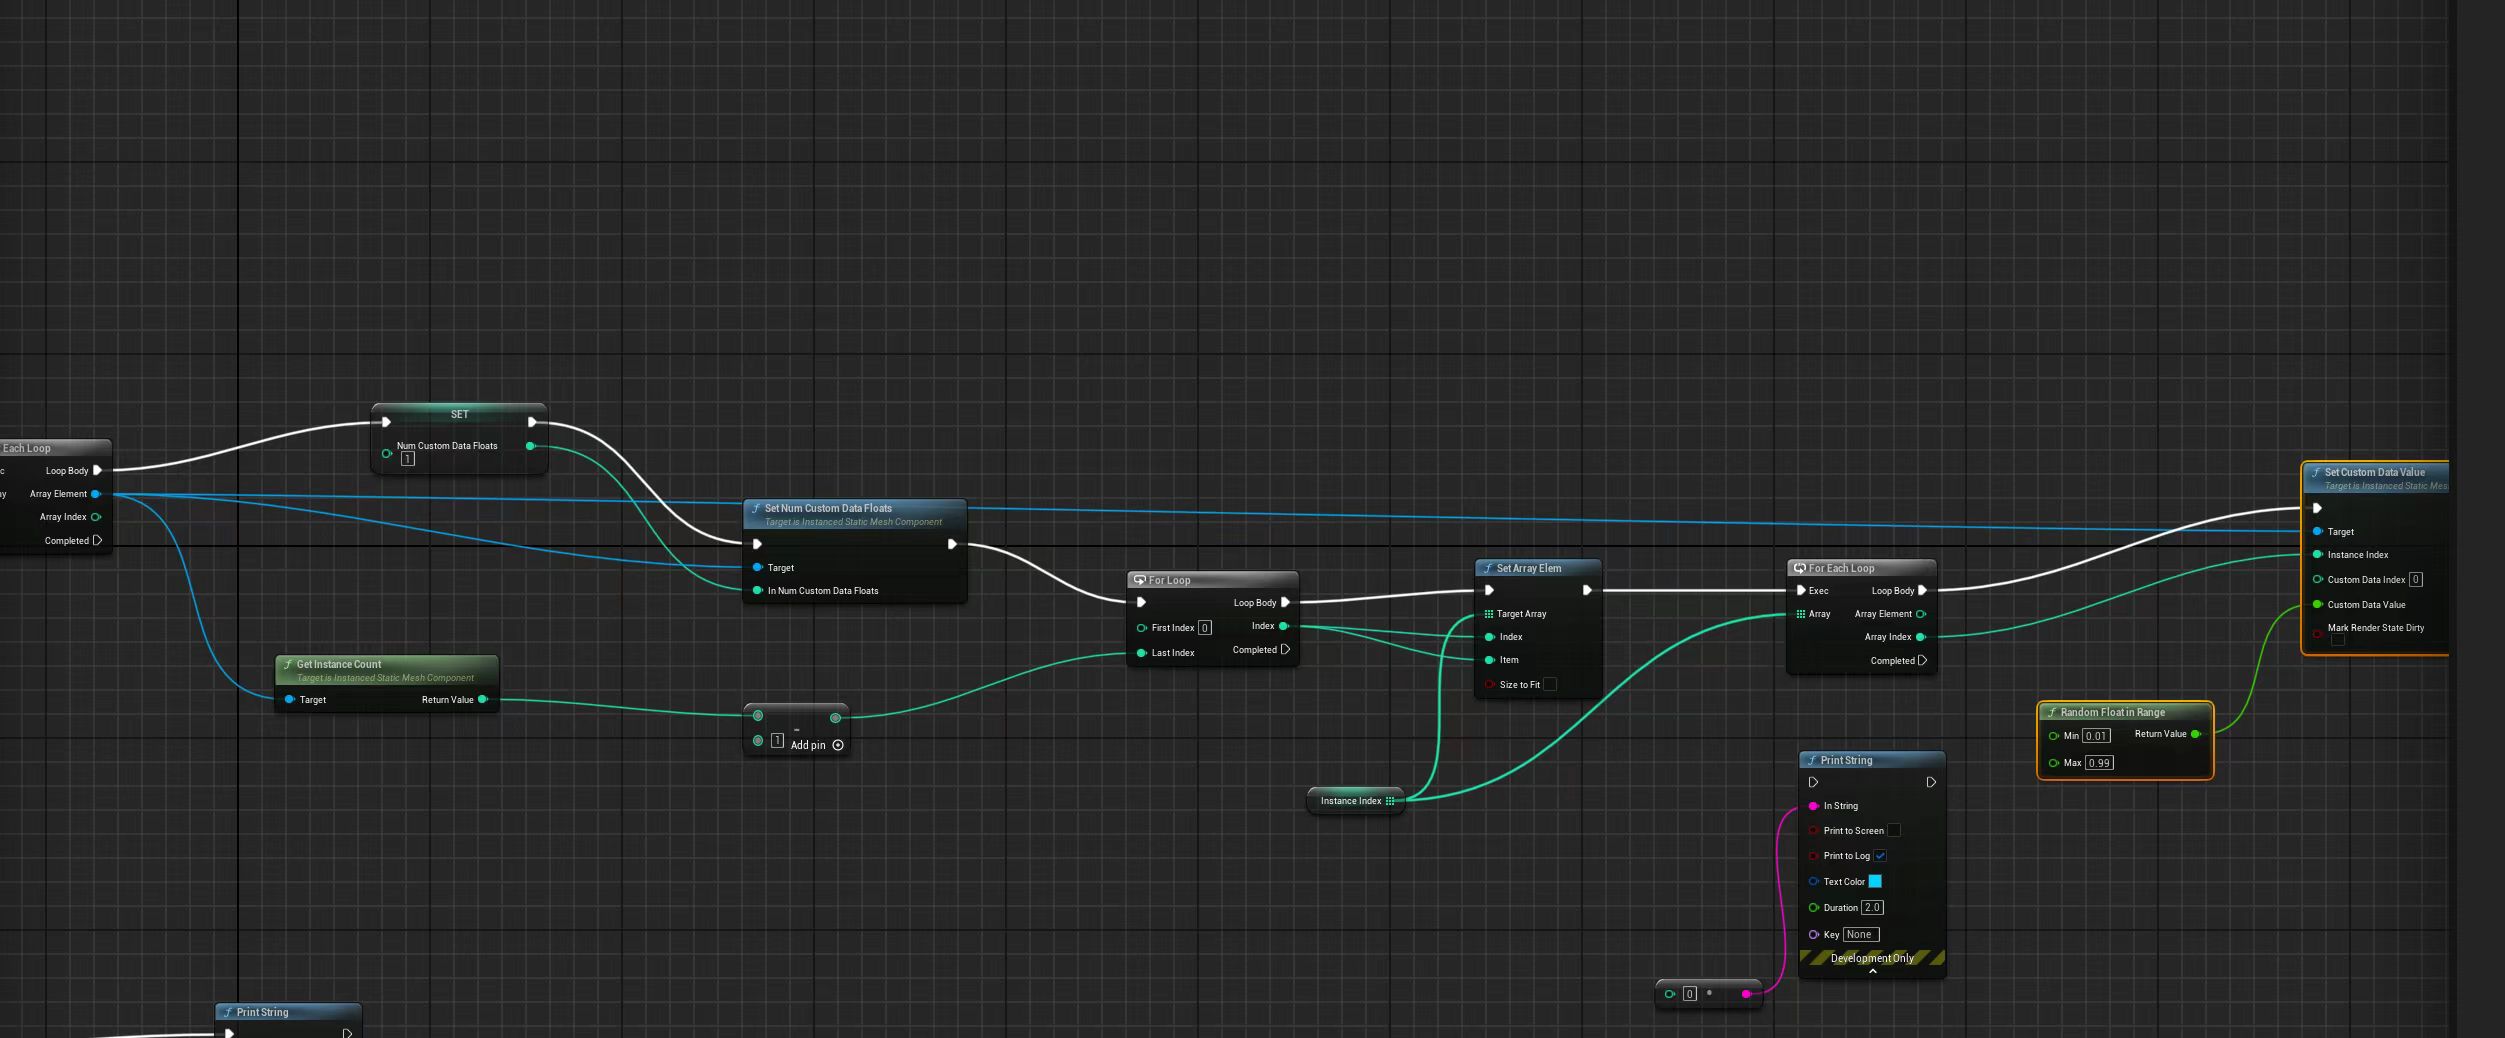 SET
Num Custom Data Floats
1
Each Loop
c
Loop Body
y
Array Element
Array Index
Completed
Set Num Custom Data Floats
Target is Instanced Static Mesh Component
Target
In Num Custom Data Floats
Get Instance Count
Target is Instanced Static Mesh Component
Target
Return Value
-
1
Add pin
For Loop
Loop Body
First Index 0
Index
Last Index
Completed
Set Array Elem
Target Array
Index
Item
Size to Fit
Instance Index
For Each Loop
Exec
Loop Body
Array
Array Element
Array Index
Completed
Set Custom Data Value
Target is Instanced Static Mes
Target
Instance Index
Custom Data Index 0
Custom Data Value
Mark Render State Dirty
Random Float in Range
Min 0.01
Return Value
Max 0.99
Print String
In String
Print to Screen
Print to Log
Text Color
Duration 2.0
Key None
Development Only
0
Print String